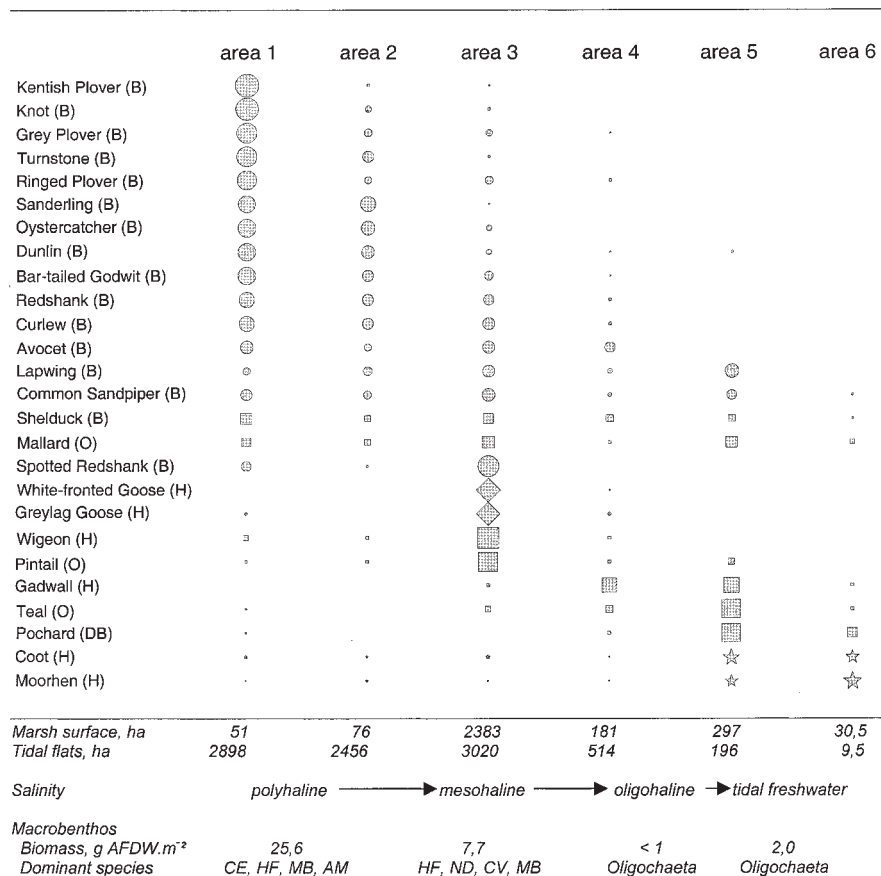 area 1 area 2 area 3 area 4 area 5 area 6
Kentish Plover (B)
Knot (B)
Grey Plover (B)
Turnstone (B)
Ringed Plover (B)
Sanderling (B)
Oystercatcher (B)
Dunlin (B)
Bar-tailed Godwit (B)
Redshank (B)
Curlew (B)
Avocet (B)
Lapwing (B)
Common Sandpiper (B)
Shelduck (B)
Mallard (O)
Spotted Redshank (B)
White-fronted Goose (H)
Greylag Goose (H)
Wigeon (H)
Pintail (O)
Gadwall (H)
Teal (O)
Pochard (DB)
Coot (H)
Moorhen (H)
Marsh surface, ha 51 76 2383 181 297 30,5
Tidal flats, ha 2898 2456 3020 514 196 9,5
Salinity polyhaline mesohaline oligohaline tidal freshwater
Macrobenthos
Biomass, g AFDW.m⁻² 25,6 7,7 < 1 2,0
Dominant species CE, HF, MB, AM HF, ND, CV, MB Oligochaeta Oligochaeta